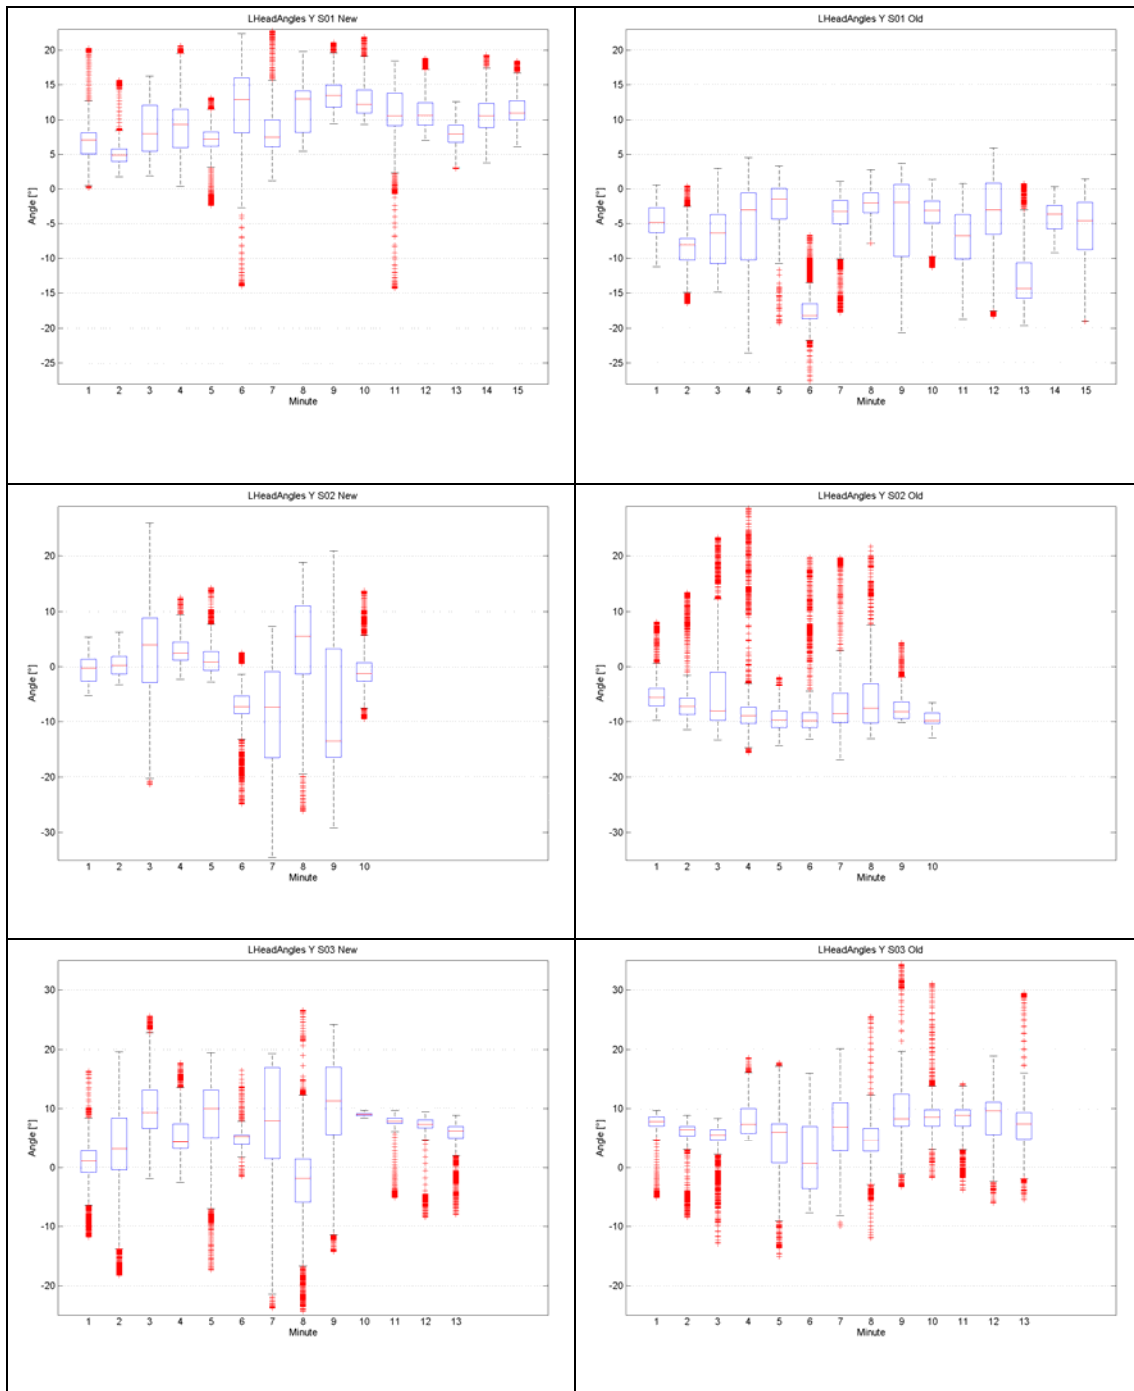 LHeadAngles Y S01 New
20
15
10
5
0
-5
-10
-15
-20
-25
Angle [°]
1 2 3 4 5 6 7 8 9 10 11 12 13 14 15
Minute
LHeadAngles Y S01 Old
20
15
10
5
0
-5
-10
-15
-20
-25
Angle [°]
1 2 3 4 5 6 7 8 9 10 11 12 13 14 15
Minute
LHeadAngles Y S02 New
20
10
0
-10
-20
-30
Angle [°]
1 2 3 4 5 6 7 8 9 10
Minute
LHeadAngles Y S02 Old
20
10
0
-10
-20
-30
Angle [°]
1 2 3 4 5 6 7 8 9 10
Minute
LHeadAngles Y S03 New
30
20
10
0
-10
-20
Angle [°]
1 2 3 4 5 6 7 8 9 10 11 12 13
Minute
LHeadAngles Y S03 Old
30
20
10
0
-10
-20
Angle [°]
1 2 3 4 5 6 7 8 9 10 11 12 13
Minute